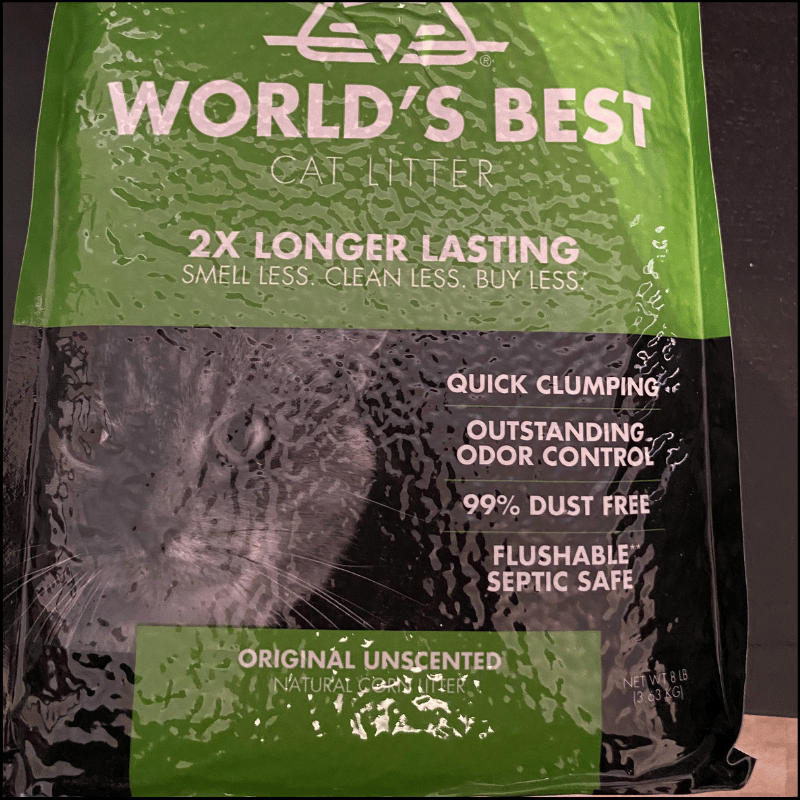 ®
WORLD'S BEST
CAT LITTER
2X LONGER LASTING
SMELL LESS. CLEAN LESS. BUY LESS.*
QUICK CLUMPING
OUTSTANDING
ODOR CONTROL
99% DUST FREE
FLUSHABLE**
SEPTIC SAFE
ORIGINAL UNSCENTED
NATURAL CORN LITTER
NET WT 8 LB
(3.63 KG)